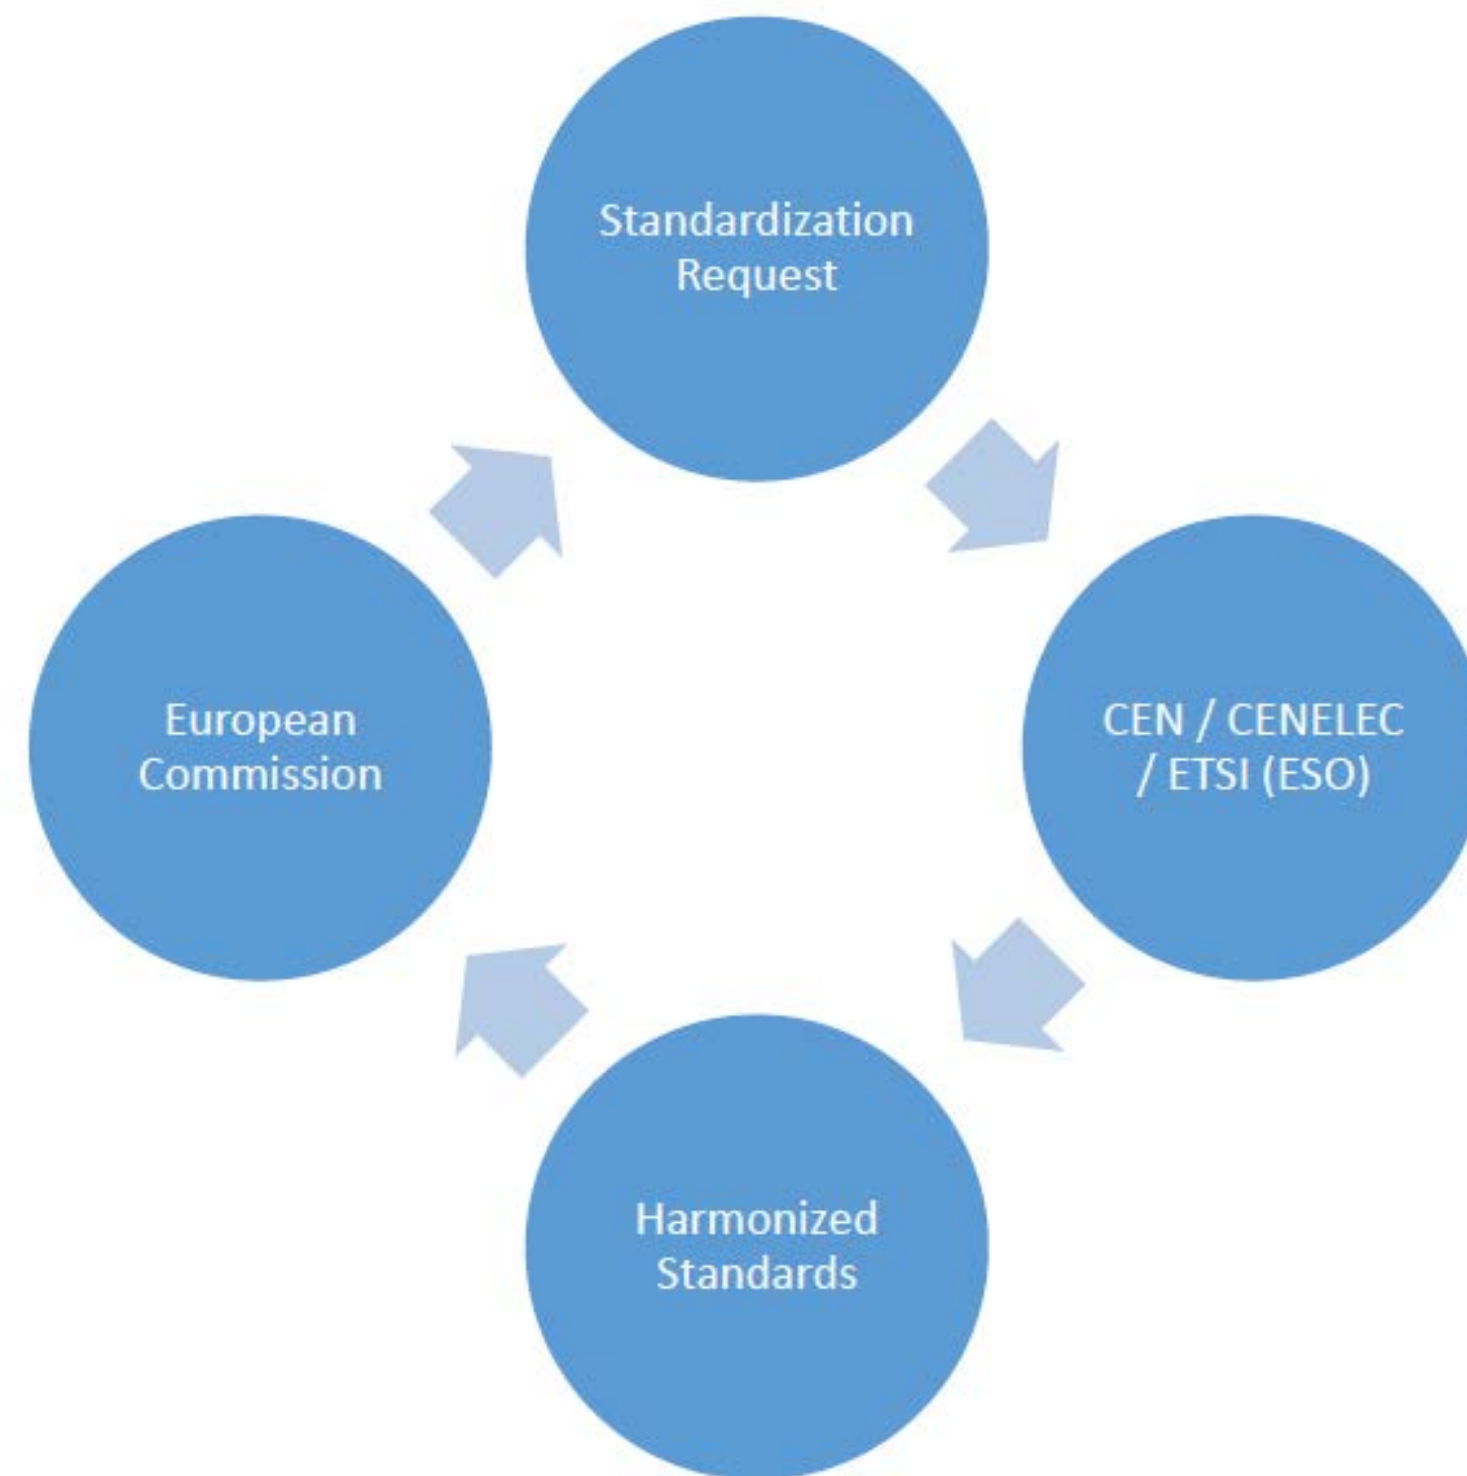 Standardization
Request
European
Commission
CEN / CENELEC
/ ETSI (ESO)
Harmonized
Standards